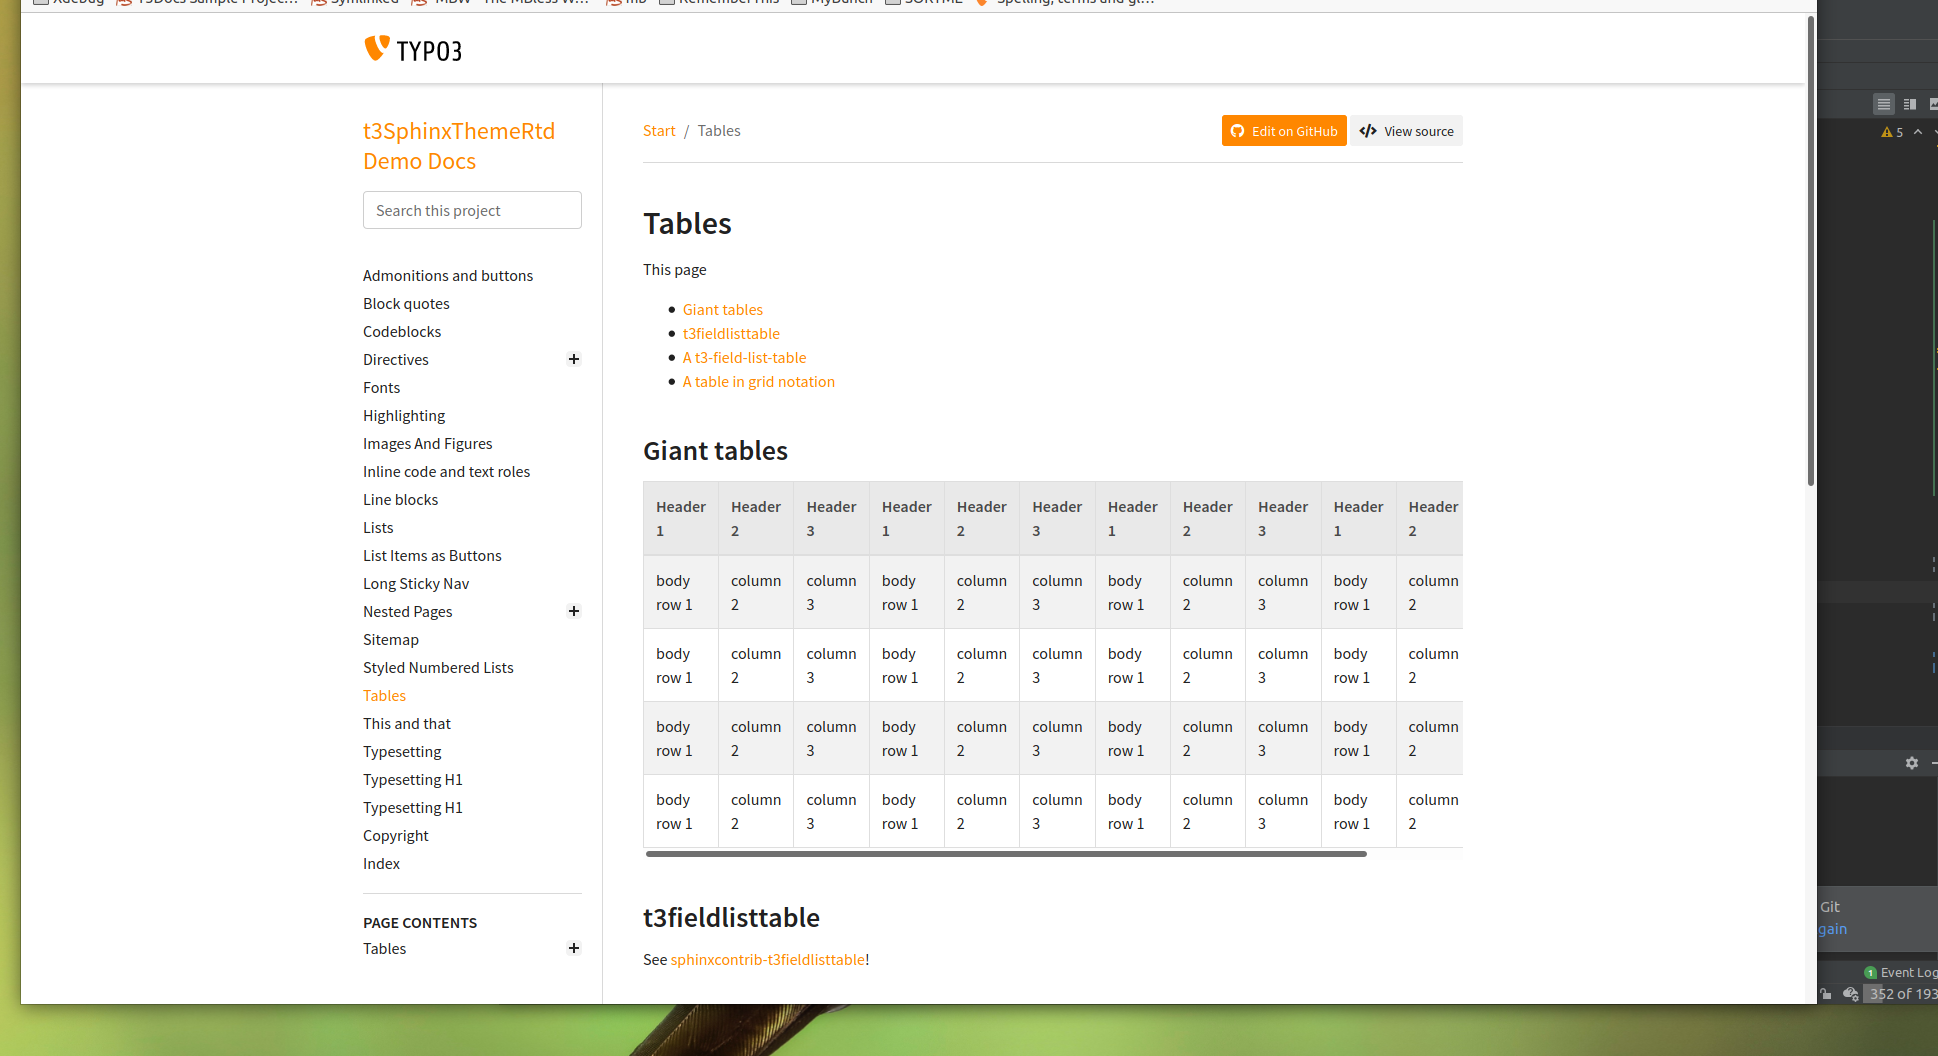 TYPO3
t3SphinxThemeRtd
Demo Docs
Search this project
Admonitions and buttons
Block quotes
Codeblocks
Directives
Fonts
Highlighting
Images And Figures
Inline code and text roles
Line blocks
Lists
List Items as Buttons
Long Sticky Nav
Nested Pages
Sitemap
Styled Numbered Lists
Tables
This and that
Typesetting
Typesetting H1
Typesetting H1
Copyright
Index
PAGE CONTENTS
Tables
Start / Tables
Edit on GitHub
View source
Tables
This page
Giant tables
t3fieldlisttable
A t3-field-list-table
A table in grid notation
Giant tables
Header 1 Header 2 Header 3 Header 1 Header 2 Header 3 Header 1 Header 2 Header 3 Header 1 Header 2
body row 1 column 2 column 3 body row 1 column 2 column 3 body row 1 column 2 column 3 body row 1 column 2
body row 1 column 2 column 3 body row 1 column 2 column 3 body row 1 column 2 column 3 body row 1 column 2
body row 1 column 2 column 3 body row 1 column 2 column 3 body row 1 column 2 column 3 body row 1 column 2
body row 1 column 2 column 3 body row 1 column 2 column 3 body row 1 column 2 column 3 body row 1 column 2
t3fieldlisttable
See sphinxcontrib-t3fieldlisttable!
5
Git
gain
1 Event Log
352 of 193